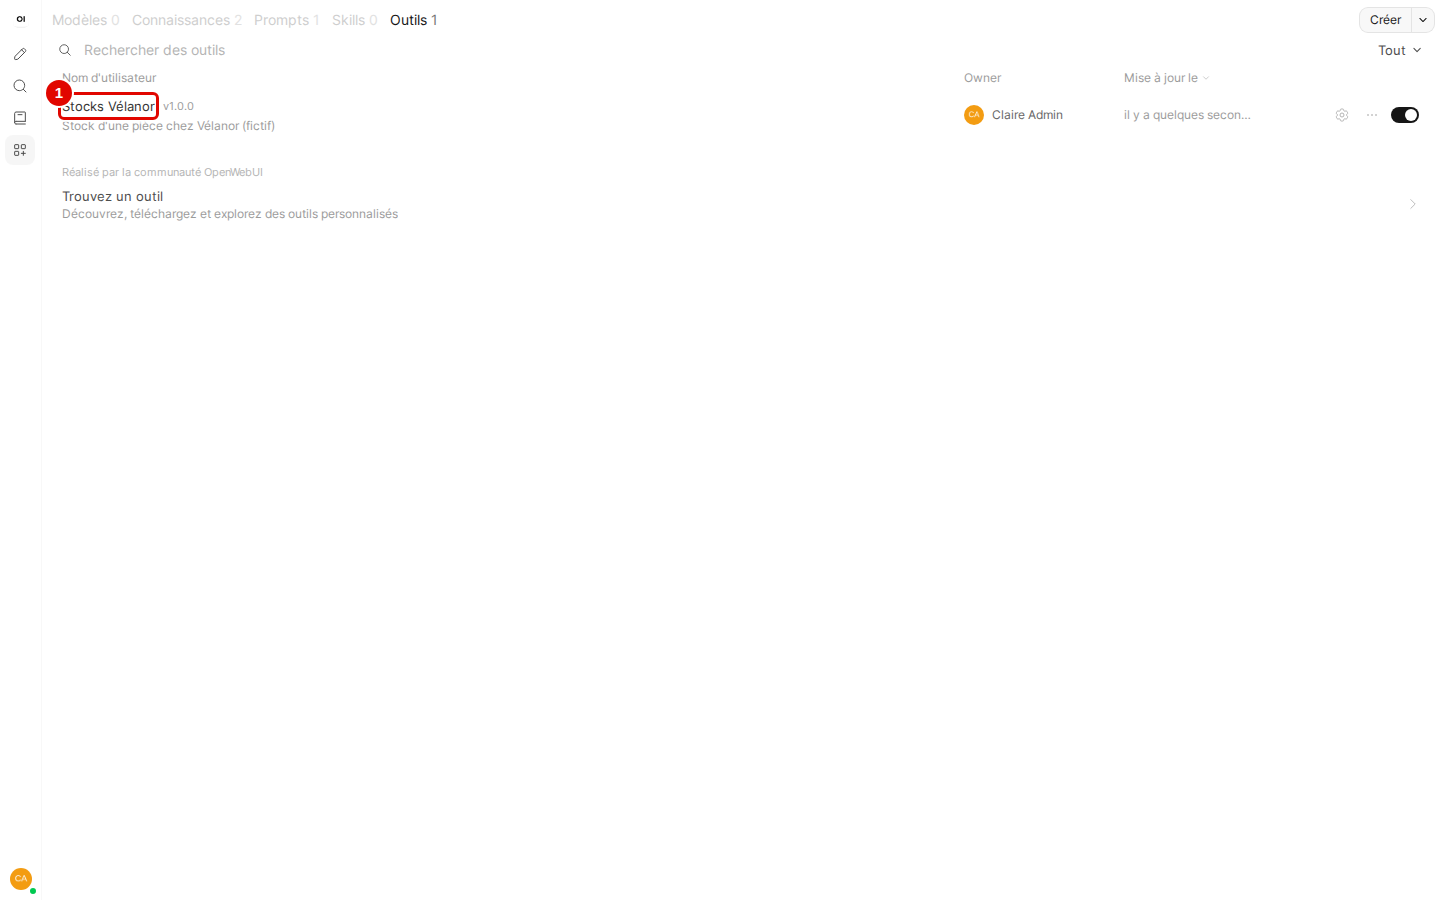 OI
Modèles 0 Connaissances 2 Prompts 1 Skills 0 Outils 1 Créer
Rechercher des outils Tout
Nom d'utilisateur Owner Mise à jour le
1
Stocks Vélanor v1.0.0
Stock d'une pièce chez Vélanor (fictif) CA Claire Admin il y a quelques secon...
Réalisé par la communauté OpenWebUI
Trouvez un outil
Découvrez, téléchargez et explorez des outils personnalisés
CA